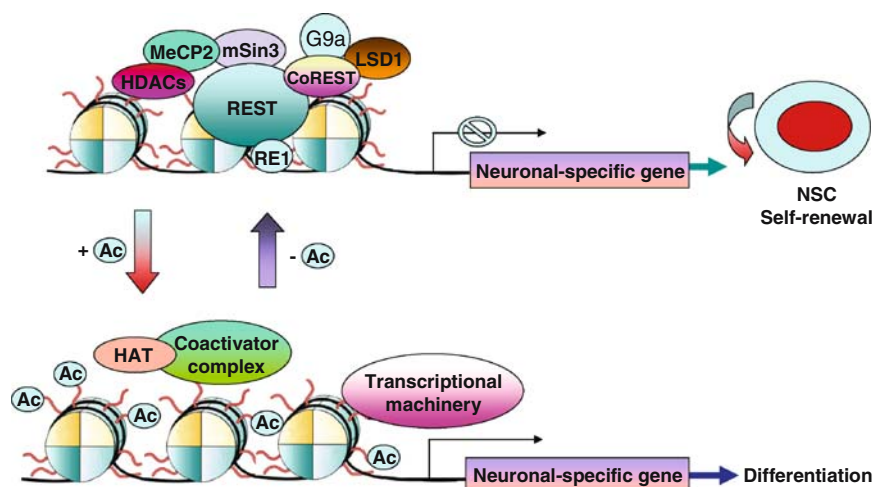 G9a
MeCP2 mSin3 LSD1
HDACs CoREST
REST
RE1
Neuronal-specific gene
NSC
Self-renewal
+ Ac
- Ac
HAT
Coactivator
complex
Ac
Ac
Ac
Ac
Transcriptional
machinery
Ac
Neuronal-specific gene
Differentiation